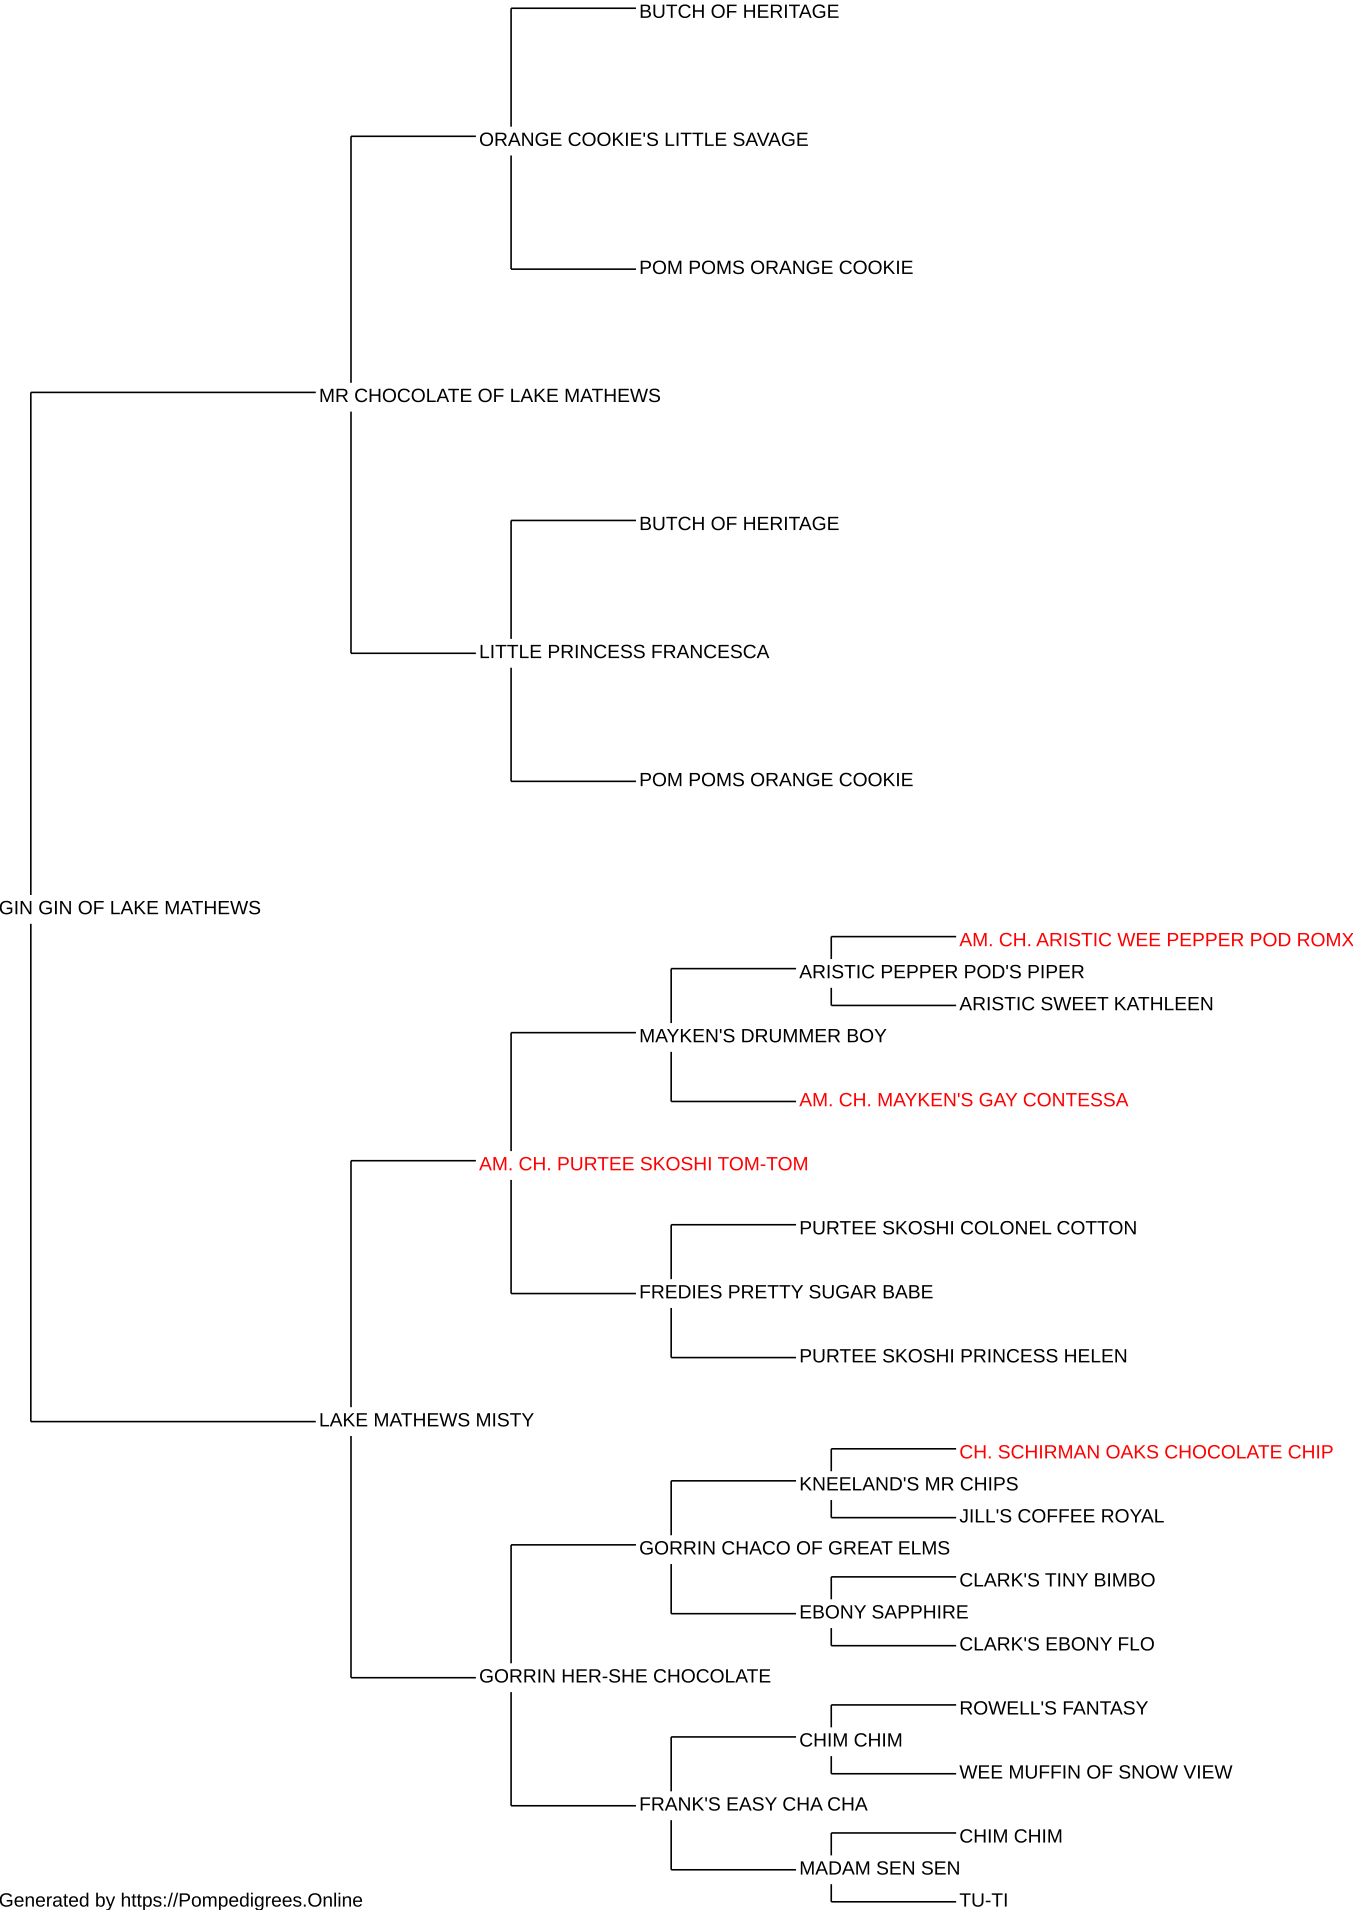 BUTCH OF HERITAGE
ORANGE COOKIE'S LITTLE SAVAGE
POM POMS ORANGE COOKIE
MR CHOCOLATE OF LAKE MATHEWS
BUTCH OF HERITAGE
LITTLE PRINCESS FRANCESCA
POM POMS ORANGE COOKIE
GIN GIN OF LAKE MATHEWS
AM. CH. ARISTIC WEE PEPPER POD ROMX
ARISTIC PEPPER POD'S PIPER
ARISTIC SWEET KATHLEEN
MAYKEN'S DRUMMER BOY
AM. CH. MAYKEN'S GAY CONTESSA
AM. CH. PURTEE SKOSHI TOM-TOM
PURTEE SKOSHI COLONEL COTTON
FREDIES PRETTY SUGAR BABE
PURTEE SKOSHI PRINCESS HELEN
LAKE MATHEWS MISTY
CH. SCHIRMAN OAKS CHOCOLATE CHIP
KNEELAND'S MR CHIPS
JILL'S COFFEE ROYAL
GORRIN CHACO OF GREAT ELMS
CLARK'S TINY BIMBO
EBONY SAPPHIRE
CLARK'S EBONY FLO
GORRIN HER-SHE CHOCOLATE
ROWELL'S FANTASY
CHIM CHIM
WEE MUFFIN OF SNOW VIEW
FRANK'S EASY CHA CHA
CHIM CHIM
MADAM SEN SEN
TU-TI
Generated by https://Pompedigrees.Online